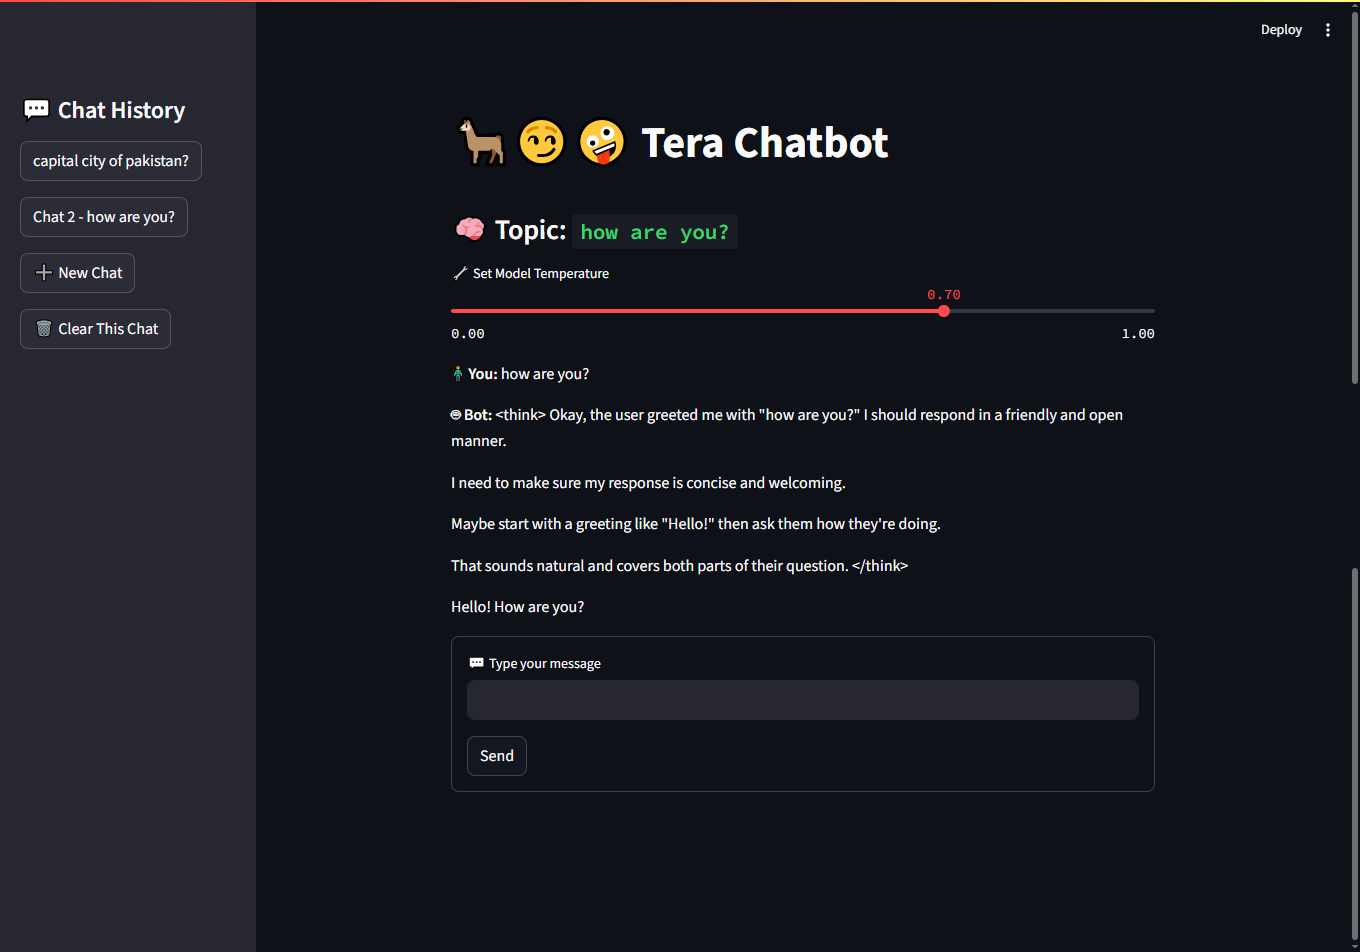 Deploy
💬 Chat History
capital city of pakistan?
Chat 2 - how are you?
➕ New Chat
🗑️ Clear This Chat
🦙😏🤪 Tera Chatbot
🧠 Topic: how are you?
🔧 Set Model Temperature
0.70
0.00
1.00
🧍‍♂️ You: how are you?
🤖 Bot: <think> Okay, the user greeted me with "how are you?" I should respond in a friendly and open
manner.
I need to make sure my response is concise and welcoming.
Maybe start with a greeting like "Hello!" then ask them how they're doing.
That sounds natural and covers both parts of their question. </think>
Hello! How are you?
💬 Type your message
Send